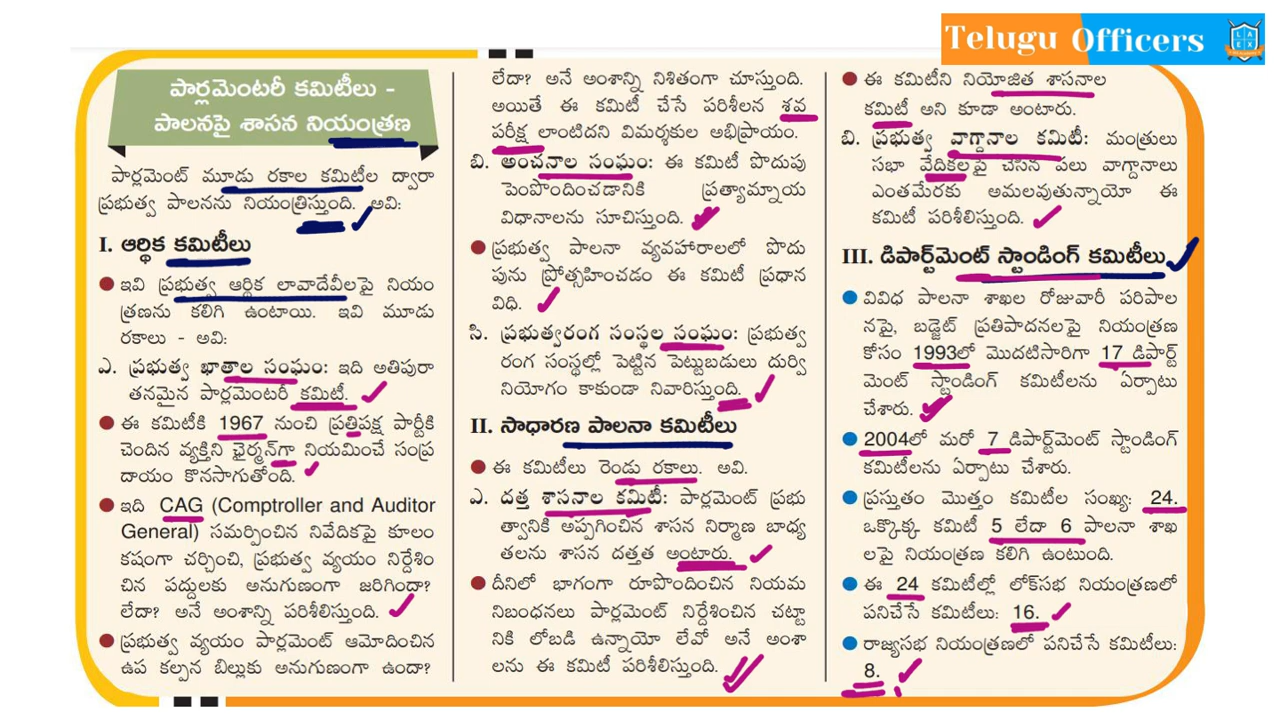 Telugu Officers
పార్లమెంటరీ కమిటీలు -
పాలనపై శాసన నియంత్రణ
పార్లమెంట్ మూడు రకాల కమిటీల ద్వారా
ప్రభుత్వ పాలనను నియంత్రిస్తుంది. అవి:
I. ఆర్థిక కమిటీలు
● ఇవి ప్రభుత్వ ఆర్థిక లావాదేవీలపై నియం
త్రణను కలిగి ఉంటాయి. ఇవి మూడు
రకాలు - అవి:
ఎ. ప్రభుత్వ ఖాతాల సంఘం: ఇది అతిపురా
తనమైన పార్లమెంటరీ కమిటీ.
● ఈ కమిటీకి 1967 నుంచి ప్రతిపక్ష పార్టీకి
చెందిన వ్యక్తిని ఛైర్మన్‌గా నియమించే సంప్ర
దాయం కొనసాగుతోంది.
● ఇది CAG (Comptroller and Auditor
General) సమర్పించిన నివేదికపై కూలం
కషంగా చర్చించి, ప్రభుత్వ వ్యయం నిర్దేశిం
చిన పద్దులకు అనుగుణంగా జరిగిందా?
లేదా? అనే అంశాన్ని పరిశీలిస్తుంది.
● ప్రభుత్వ వ్యయం పార్లమెంట్ ఆమోదించిన
ఉప కల్పన బిల్లుకు అనుగుణంగా ఉందా?
లేదా? అనే అంశాన్ని నిశితంగా చూస్తుంది.
అయితే ఈ కమిటీ చేసే పరిశీలన శవ
పరీక్ష లాంటిదని విమర్శకుల అభిప్రాయం.
బి. అంచనాల సంఘం: ఈ కమిటీ పొదుపు
పెంపొందించడానికి ప్రత్యామ్నాయ
విధానాలను సూచిస్తుంది.
● ప్రభుత్వ పాలనా వ్యవహారాలలో పొదు
పును ప్రోత్సహించడం ఈ కమిటీ ప్రధాన
విధి.
సి. ప్రభుత్వరంగ సంస్థల సంఘం: ప్రభుత్వ
రంగ సంస్థల్లో పెట్టిన పెట్టుబడులు దుర్వి
నియోగం కాకుండా నివారిస్తుంది.
II. సాధారణ పాలనా కమిటీలు
● ఈ కమిటీలు రెండు రకాలు. అవి.
ఎ. దత్త శాసనాల కమిటీ: పార్లమెంట్ ప్రభు
త్వానికి అప్పగించిన శాసన నిర్మాణ బాధ్య
తలను శాసన దత్తత అంటారు.
● దీనిలో భాగంగా రూపొందించిన నియమ
నిబంధనలు పార్లమెంట్ నిర్దేశించిన చట్టా
నికి లోబడి ఉన్నాయో లేవో అనే అంశా
లను ఈ కమిటీ పరిశీలిస్తుంది.
● ఈ కమిటీని నియోజిత శాసనాల
కమిటీ అని కూడా అంటారు.
బి. ప్రభుత్వ వాగ్దానాల కమిటీ: మంత్రులు
సభా వేదికలపై చేసిన పలు వాగ్దానాలు
ఎంతమేరకు అమలవుతున్నాయో ఈ
కమిటీ పరిశీలిస్తుంది.
III. డిపార్ట్‌మెంట్ స్టాండింగ్ కమిటీలు
● వివిధ పాలనా శాఖల రోజువారీ పరిపాల
నపై, బడ్జెట్ ప్రతిపాదనలపై నియంత్రణ
కోసం 1993లో మొదటిసారిగా 17 డిపార్ట్
మెంట్ స్టాండింగ్ కమిటీలను ఏర్పాటు
చేశారు.
● 2004లో మరో 7 డిపార్ట్‌మెంట్ స్టాండింగ్
కమిటీలను ఏర్పాటు చేశారు.
● ప్రస్తుతం మొత్తం కమిటీల సంఖ్య: 24.
ఒక్కొక్క కమిటీ 5 లేదా 6 పాలనా శాఖ
లపై నియంత్రణ కలిగి ఉంటుంది.
● ఈ 24 కమిటీల్లో లోక్‌సభ నియంత్రణలో
పనిచేసే కమిటీలు: 16.
● రాజ్యసభ నియంత్రణలో పనిచేసే కమిటీలు:
8.